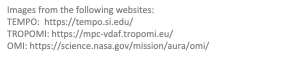 Images from the following websites:
TEMPO:  https://tempo.si.edu/
TROPOMI: https://mpc-vdaf.tropomi.eu/
OMI: https://science.nasa.gov/mission/aura/omi/